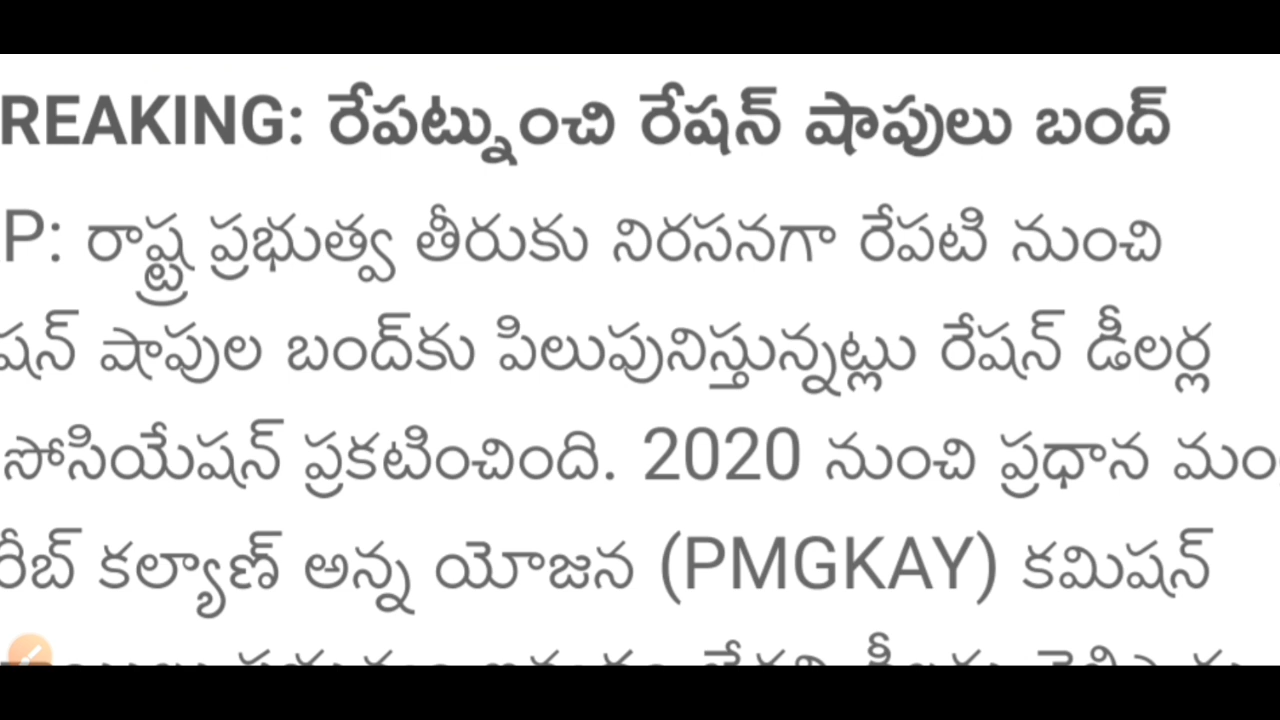 REAKING: రేపట్నుంచి రేషన్ షాపులు బంద్
P: రాష్ట్ర ప్రభుత్వ తీరుకు నిరసనగా రేపటి నుంచి
షన్ షాపుల బంద్‌కు పిలుపునిస్తున్నట్లు రేషన్ డీలర్ల
సోసియేషన్ ప్రకటించింది. 2020 నుంచి ప్రధాన మం
రీబ్ కల్యాణ్ అన్న యోజన (PMGKAY) కమిషన్